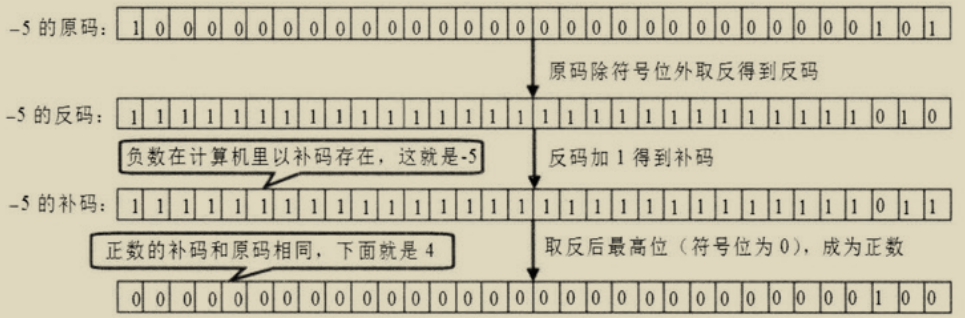 -5 的原码: 1 0 0 0 0 0 0 0 0 0 0 0 0 0 0 0 0 0 0 0 0 0 0 0 0 0 0 0 0 1 0 1
原码除符号位外取反得到反码
-5 的反码: 1 1 1 1 1 1 1 1 1 1 1 1 1 1 1 1 1 1 1 1 1 1 1 1 1 1 1 1 1 0 1 0
负数在计算机里以补码存在，这就是-5
反码加 1 得到补码
-5 的补码: 1 1 1 1 1 1 1 1 1 1 1 1 1 1 1 1 1 1 1 1 1 1 1 1 1 1 1 1 1 0 1 1
正数的补码和原码相同，下面就是 4
取反后最高位（符号位为 0），成为正数
0 0 0 0 0 0 0 0 0 0 0 0 0 0 0 0 0 0 0 0 0 0 0 0 0 0 0 0 0 1 0 0